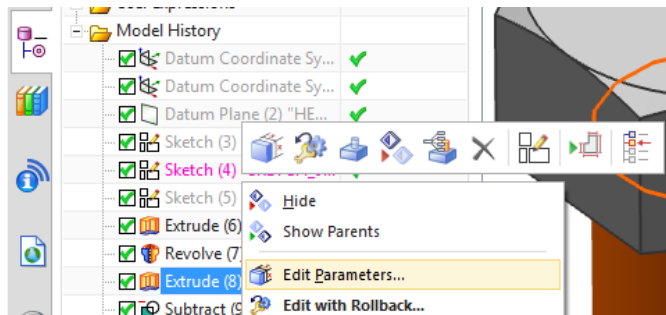 Model History
Datum Coordinate Sy...
Datum Coordinate Sy...
Datum Plane (2) "HE...
Sketch (3)
Sketch (4)
Sketch (5)
Hide
Extrude (6)
Show Parents
Revolve (7)
Edit Parameters...
Extrude (8)
Edit with Rollback...
Subtract (9